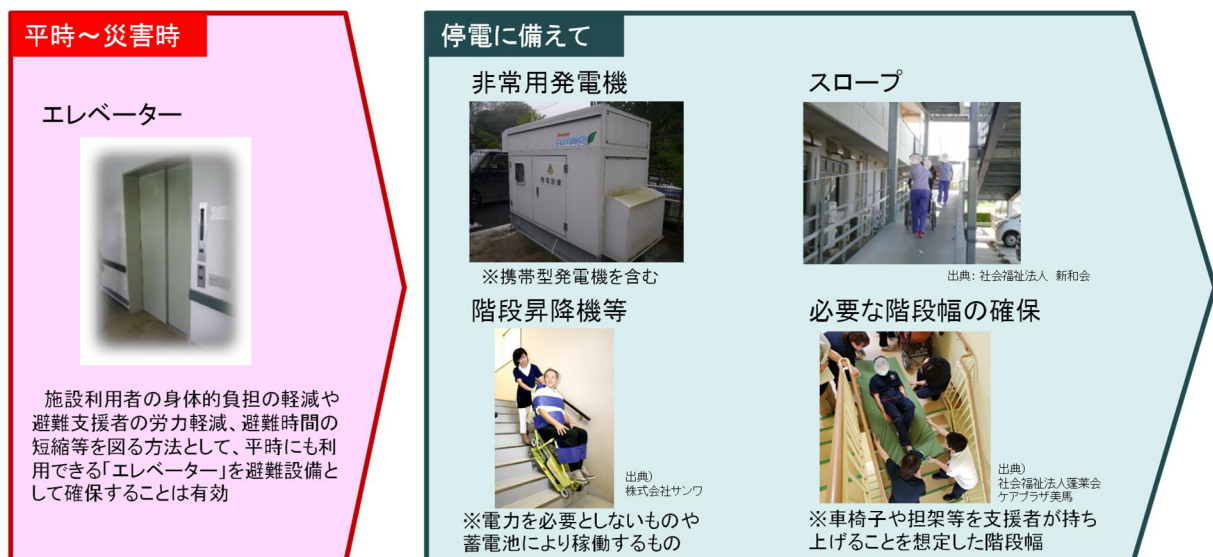 平時～災害時
エレベーター
施設利用者の身体的負担の軽減や
避難支援者の労力軽減、避難時間の
短縮等を図る方法として、平時にも利
用できる「エレベーター」を避難設備と
して確保することは有効
停電に備えて
非常用発電機
※携帯型発電機を含む
スロープ
出典：社会福祉法人 新和会
階段昇降機等
出典）
株式会社サンワ
※電力を必要としないものや
蓄電池により稼働するもの
必要な階段幅の確保
出典）
社会福祉法人蓬莱会
ケアプラザ美馬
※車椅子や担架等を支援者が持ち
上げることを想定した階段幅